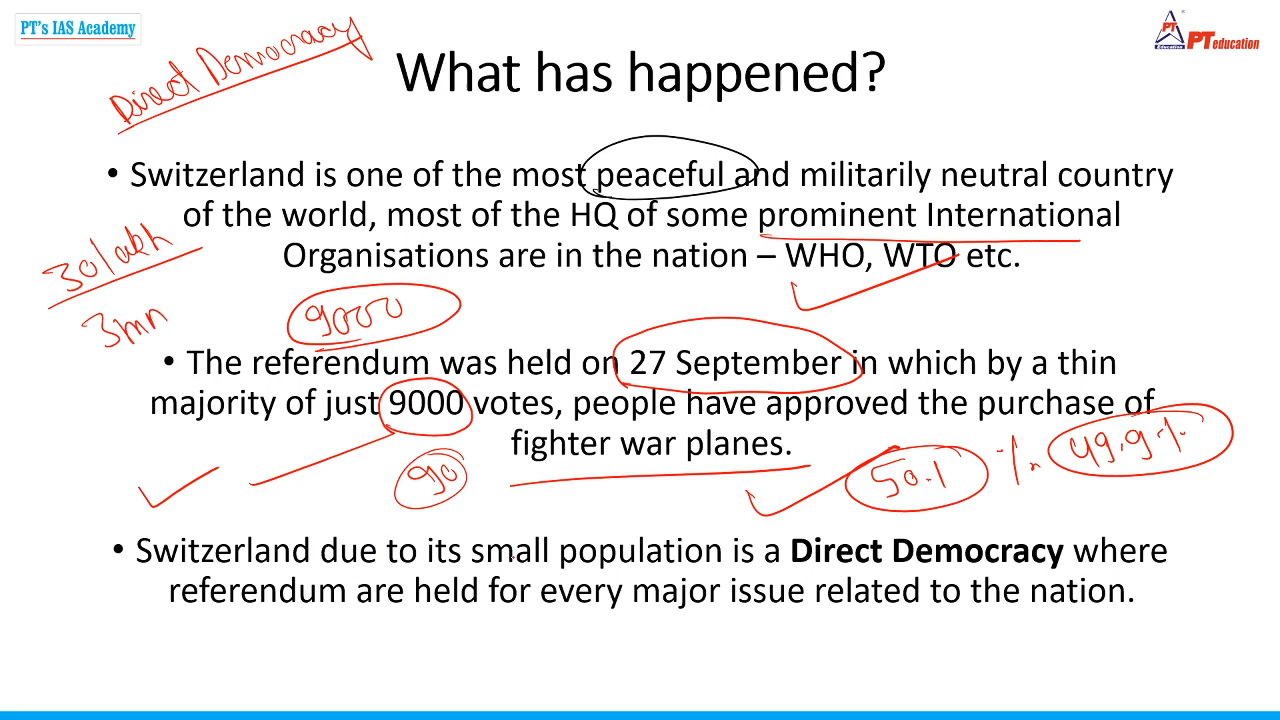 PT's IAS Academy
PT
Education
PT education
Direct Democracy
What has happened?
• Switzerland is one of the most peaceful and militarily neutral country
of the world, most of the HQ of some prominent International
Organisations are in the nation – WHO, WTO etc.
30 lakh
3mn
9000
• The referendum was held on 27 September in which by a thin
majority of just 9000 votes, people have approved the purchase of
fighter war planes.
90
50.1 %
49.9%
• Switzerland due to its small population is a Direct Democracy where
referendum are held for every major issue related to the nation.